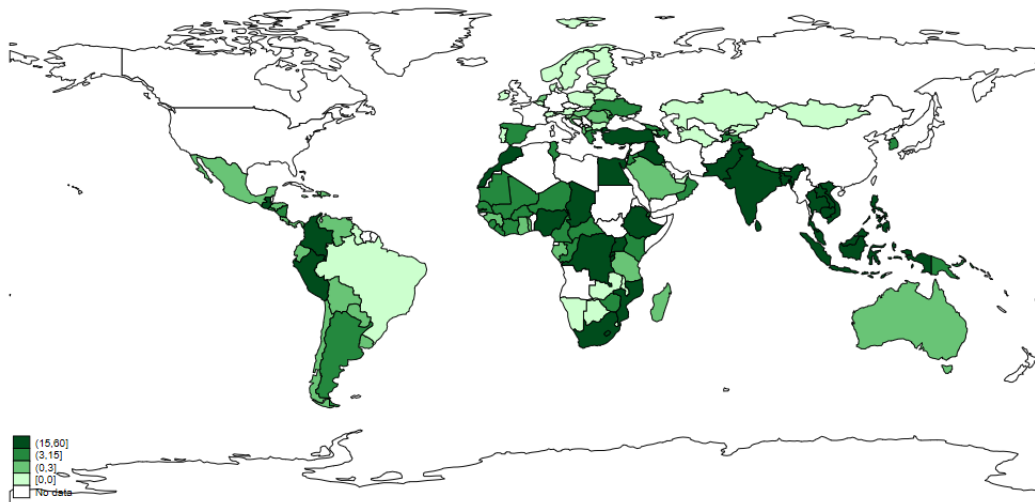 (15,60]
(3,15]
(0,3]
[0,0]
No data